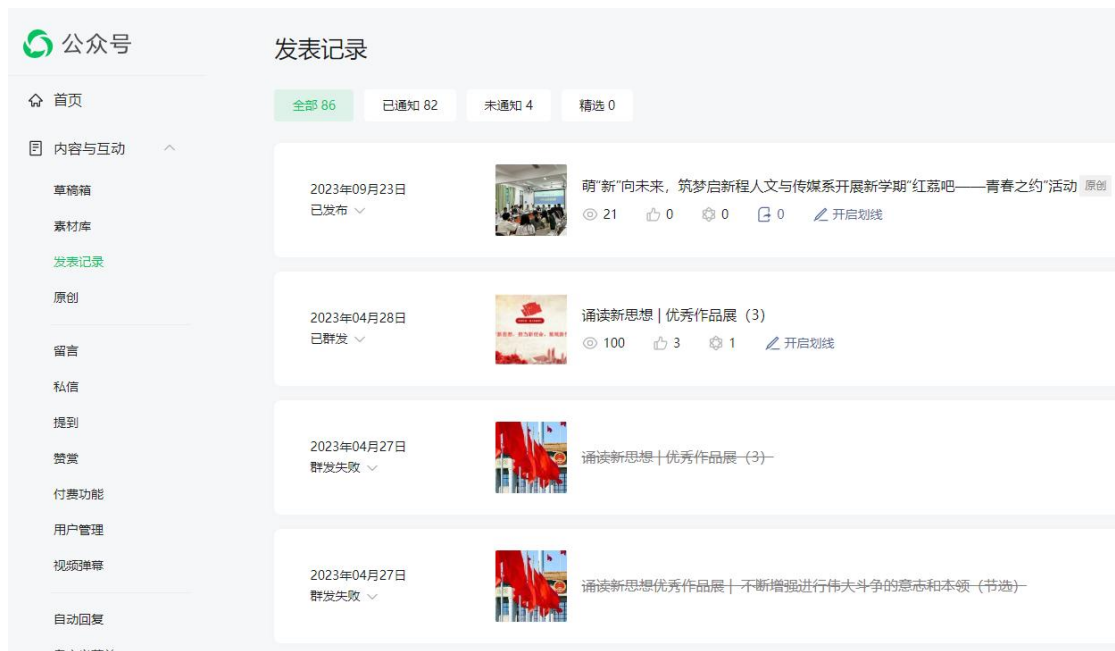 公众号
首页
内容与互动
草稿箱
素材库
发表记录
原创
留言
私信
提到
赞赏
付费功能
用户管理
视频弹幕
自动回复
发表记录
全部 86
已通知 82
未通知 4
精选 0
2023年09月23日
已发布
萌“新”向未来，筑梦启新程人文与传媒系开展新学期“红荔吧——青春之约”活动 原创
21 0 0 0 开启划线
2023年04月28日
已群发
诵读新思想 | 优秀作品展（3）
100 3 1 开启划线
2023年04月27日
群发失败
诵读新思想 | 优秀作品展（3）
2023年04月27日
群发失败
诵读新思想优秀作品展 | 不断增强进行伟大斗争的意志和本领（节选）